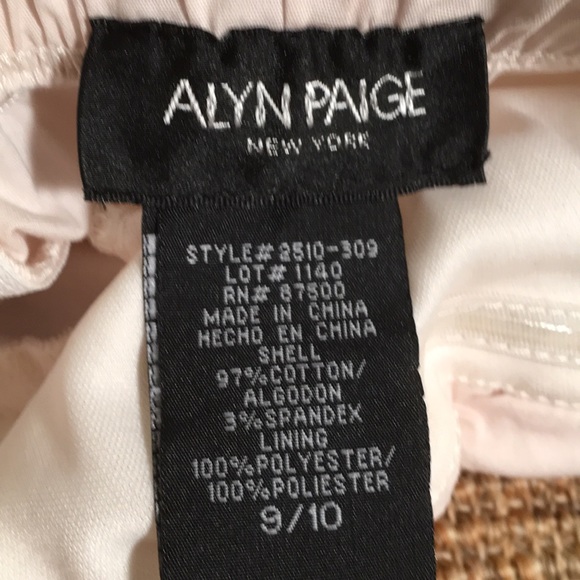 ALYN PAIGE
NEW YORK
STYLE# 2510-309
LOT# 1140
RN# 87500
MADE IN CHINA
HECHO EN CHINA
SHELL
97%COTTON/
ALGODON
3%SPANDEX
LINING
100%POLYESTER/
100%POLIESTER
9/10